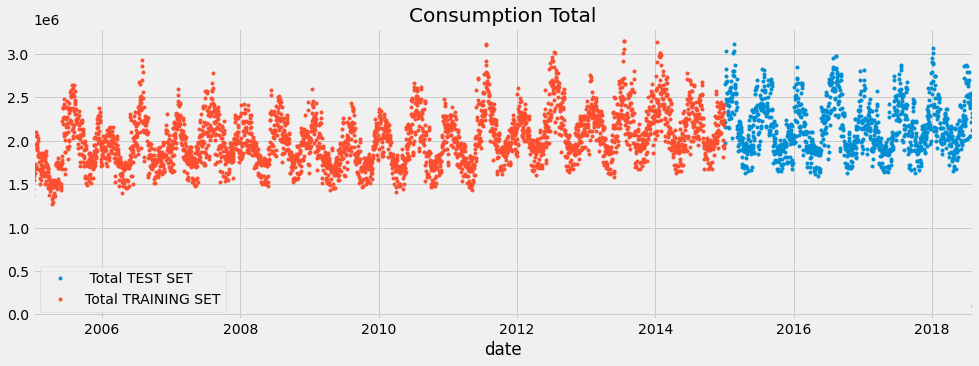 Consumption Total
1e6
3.0
2.5
2.0
1.5
1.0
0.5
0.0
Total TEST SET
Total TRAINING SET
2006 2008 2010 2012 2014 2016 2018
date